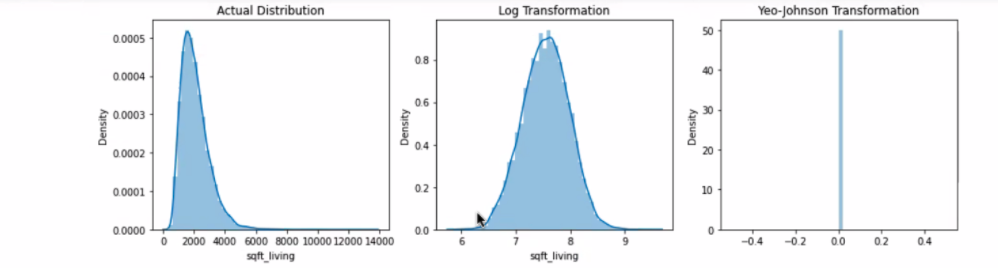 Actual Distribution
Log Transformation
Yeo-Johnson Transformation
Density
0.0005
0.0004
0.0003
0.0002
0.0001
0.0000
0 2000 4000 6000 8000 10000 12000 14000
sqft_living
Density
0.8
0.6
0.4
0.2
0.0
6 7 8 9
sqft_living
Density
50
40
30
20
10
0
−0.4 −0.2 0.0 0.2 0.4